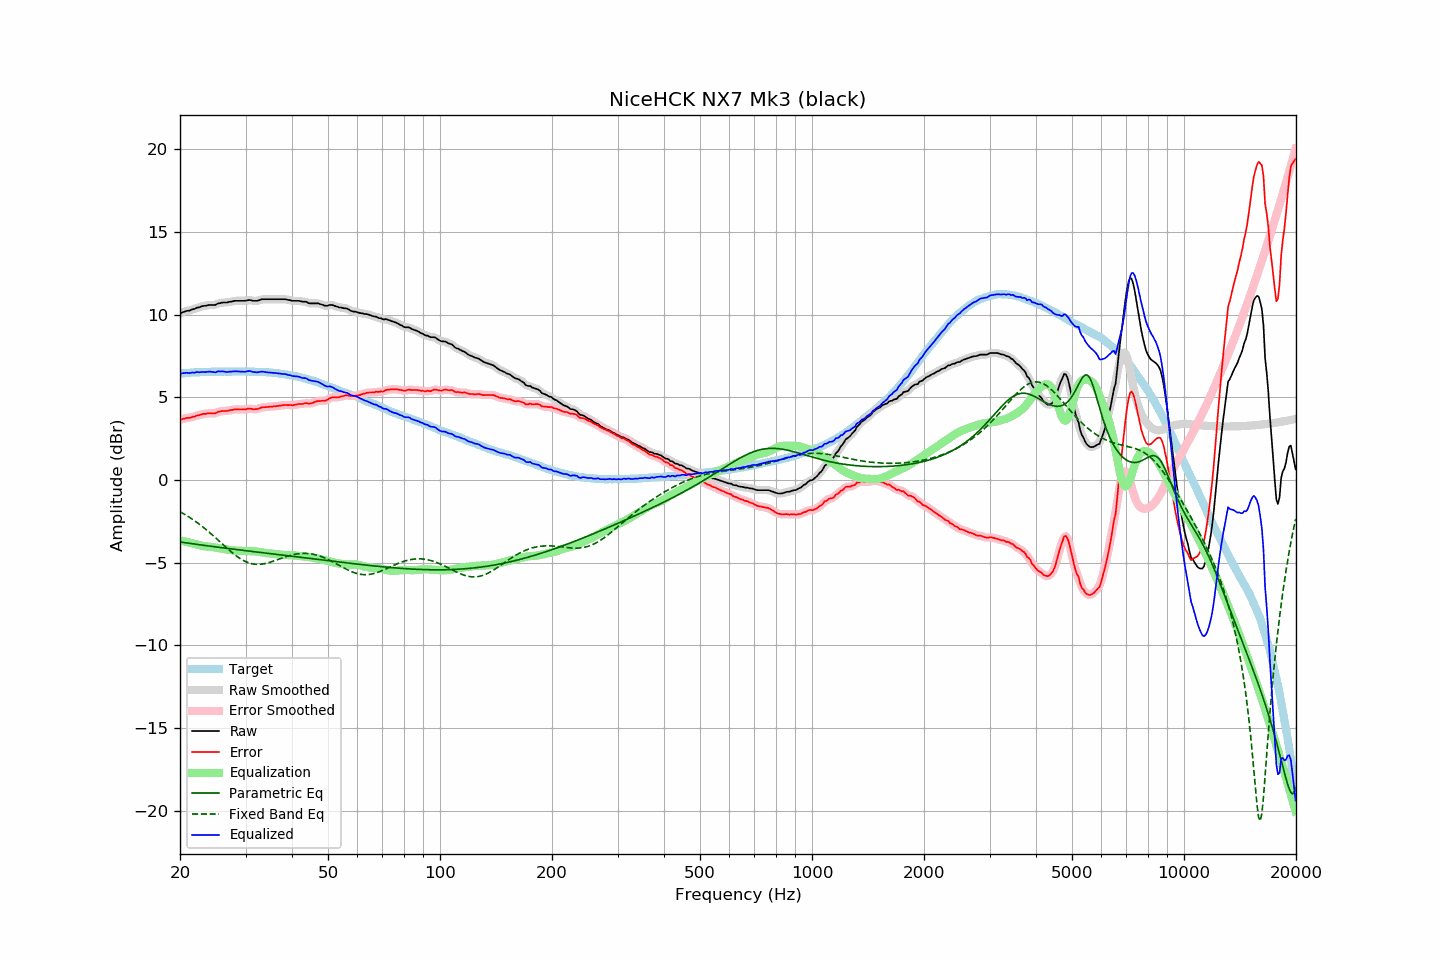 NiceHCK NX7 Mk3 (black)
Amplitude (dBr)
20
15
10
5
0
−5
−10
−15
−20
Target
Raw Smoothed
Error Smoothed
Raw
Error
Equalization
Parametric Eq
Fixed Band Eq
Equalized
20 50 100 200 500 1000 2000 5000 10000 20000
Frequency (Hz)